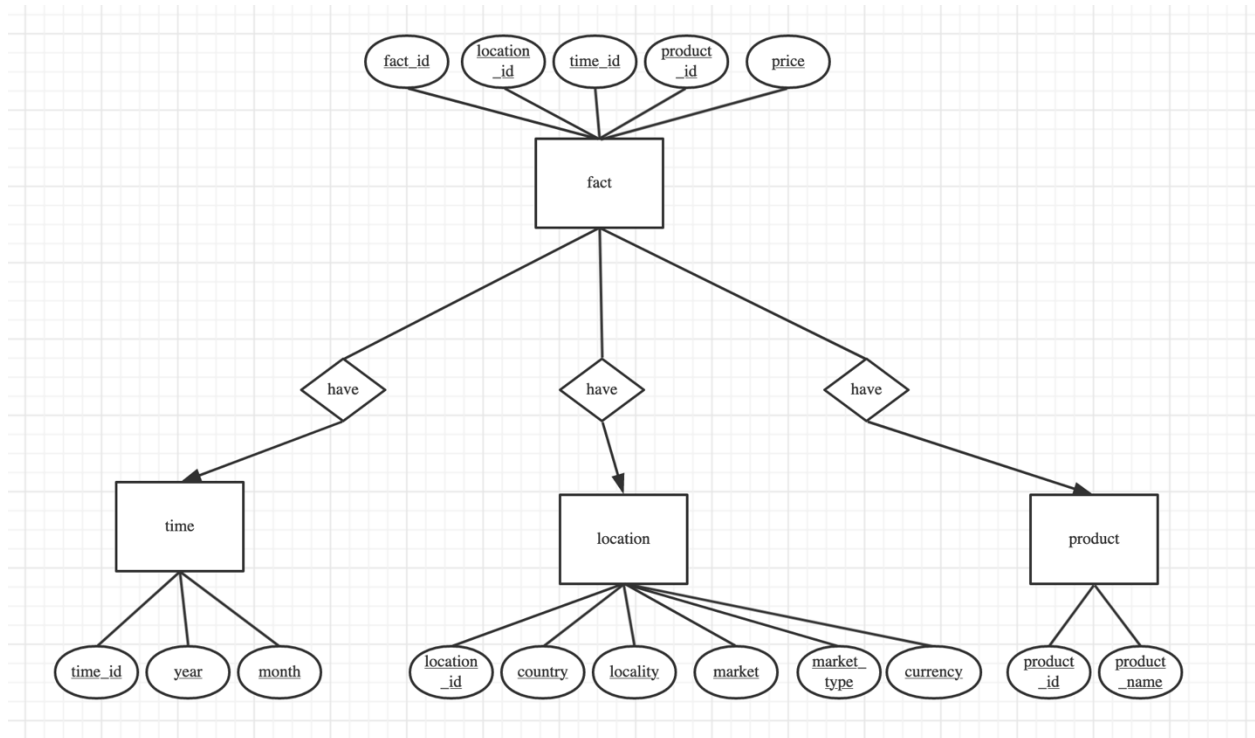 fact_id
location
_id
time_id
product
_id
price
fact
have
have
have
time
location
product
time_id
year
month
location
_id
country
locality
market
market_
type
currency
product
_id
product
_name